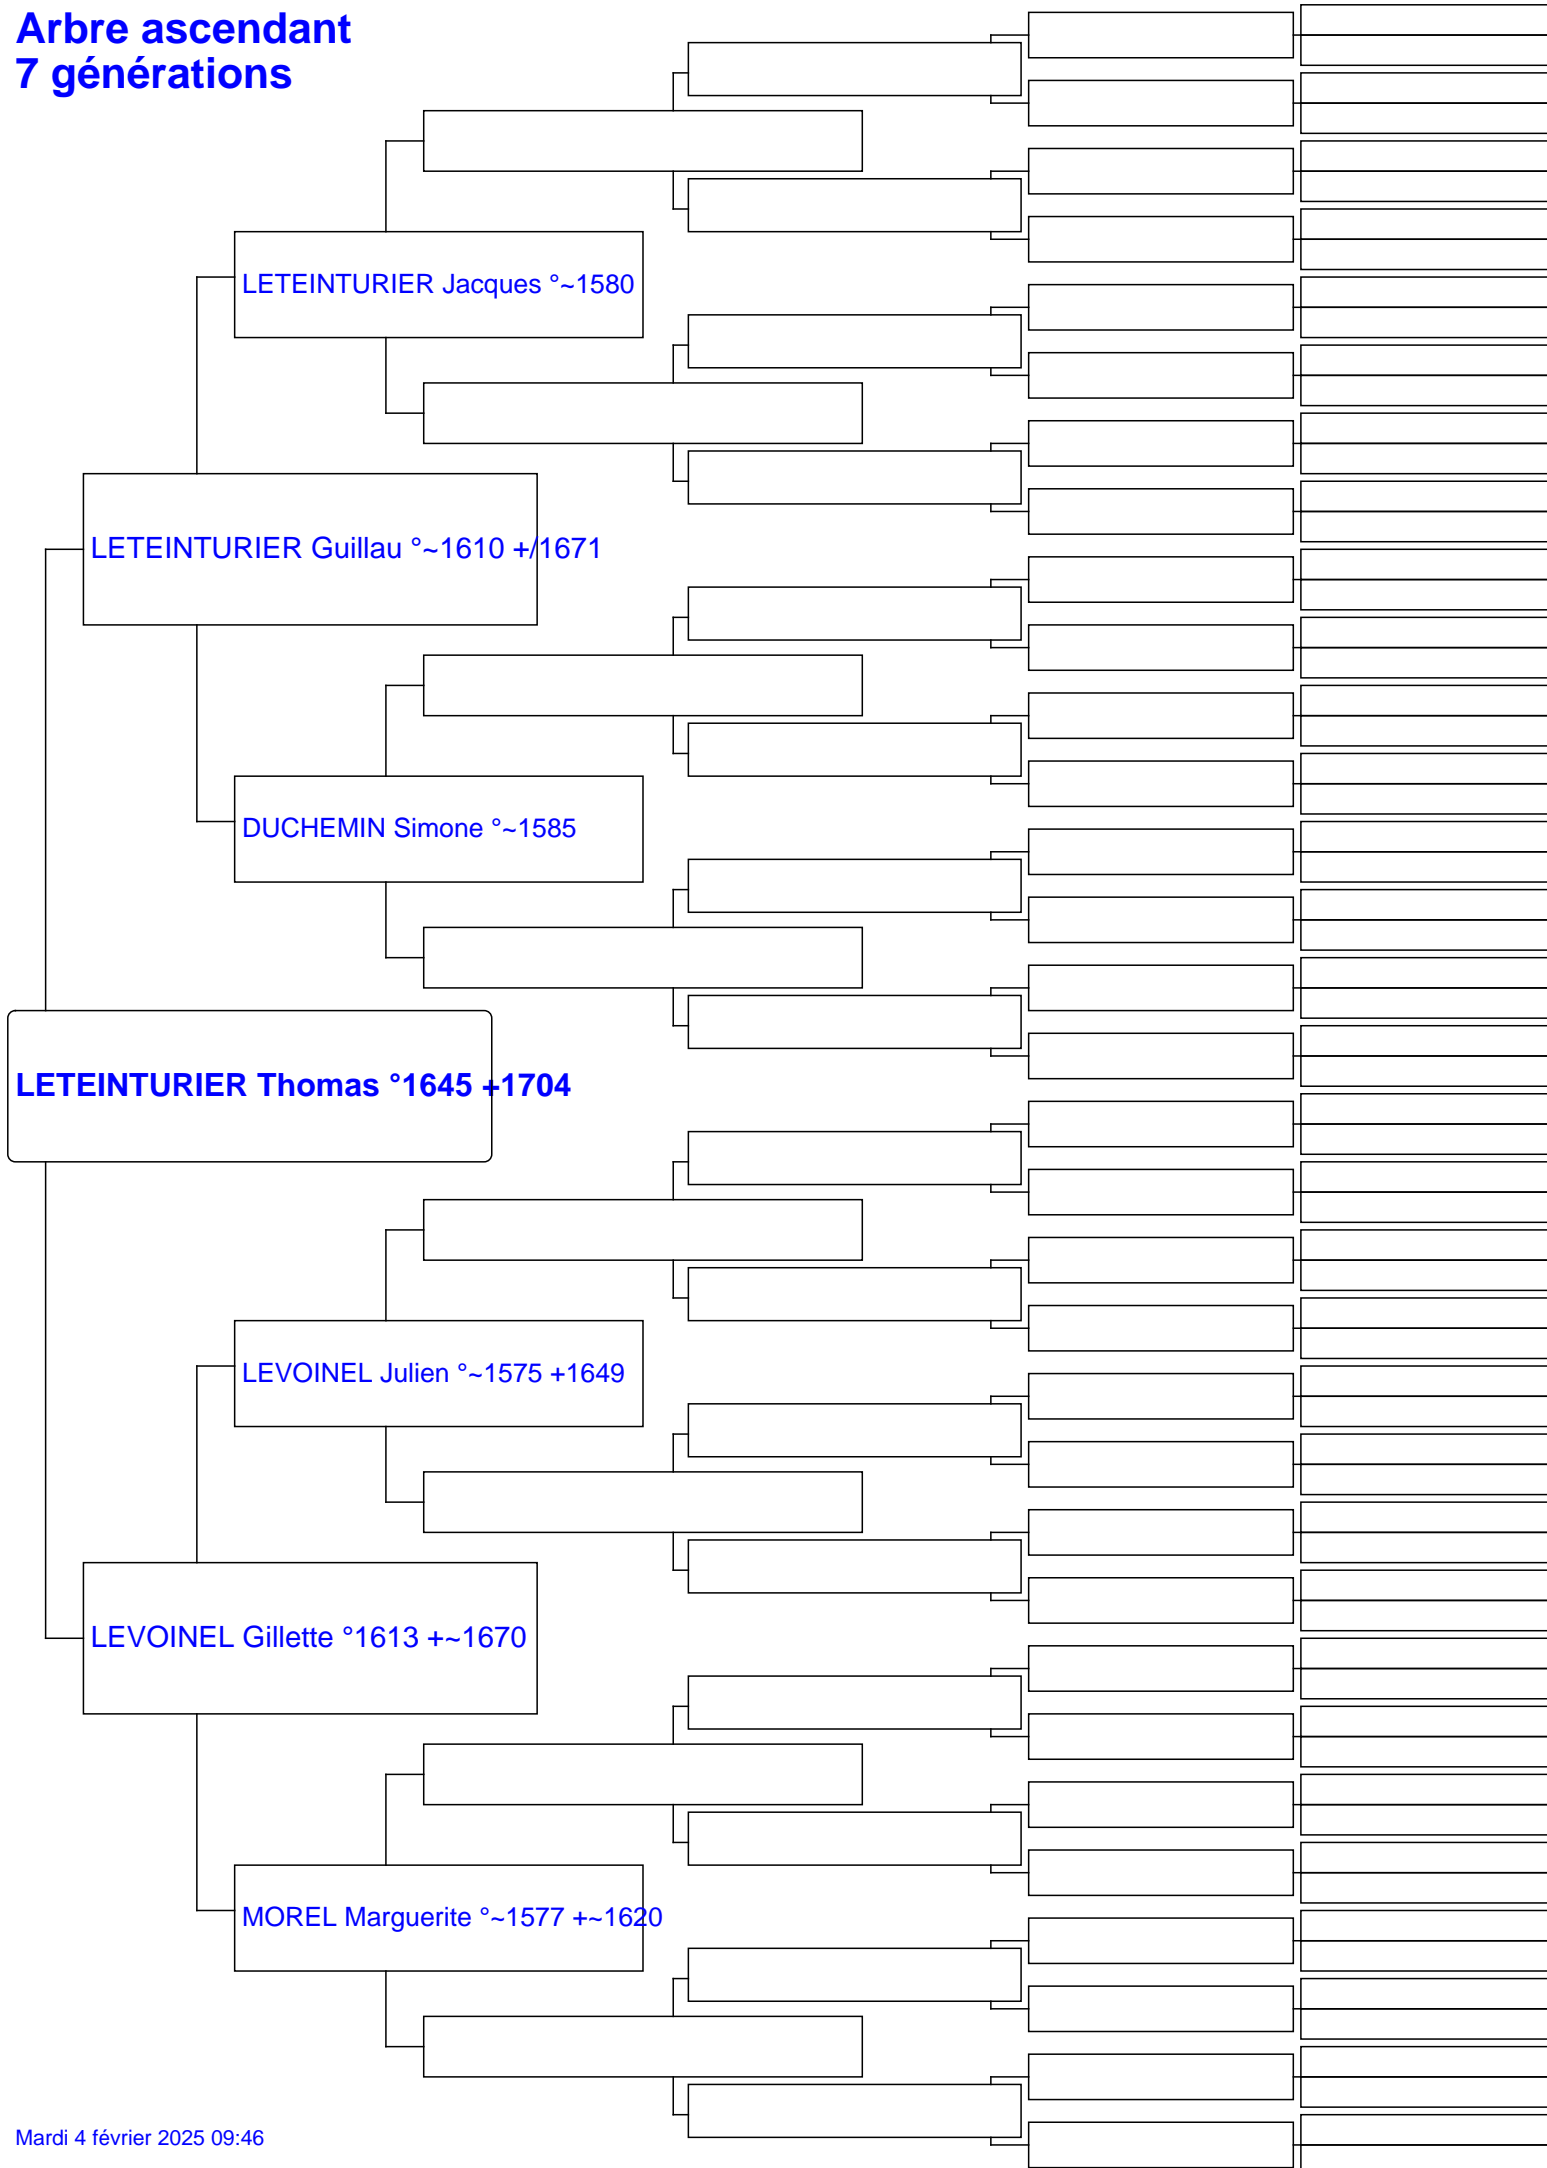 Arbre ascendant
7 générations
LETEINTURIER Jacques °~1580
LETEINTURIER Guillau °~1610 +/1671
DUCHEMIN Simone °~1585
LETEINTURIER Thomas °1645 +1704
LEVOINEL Julien °~1575 +1649
LEVOINEL Gillette °1613 +~1670
MOREL Marguerite °~1577 +~1620
Mardi 4 février 2025 09:46